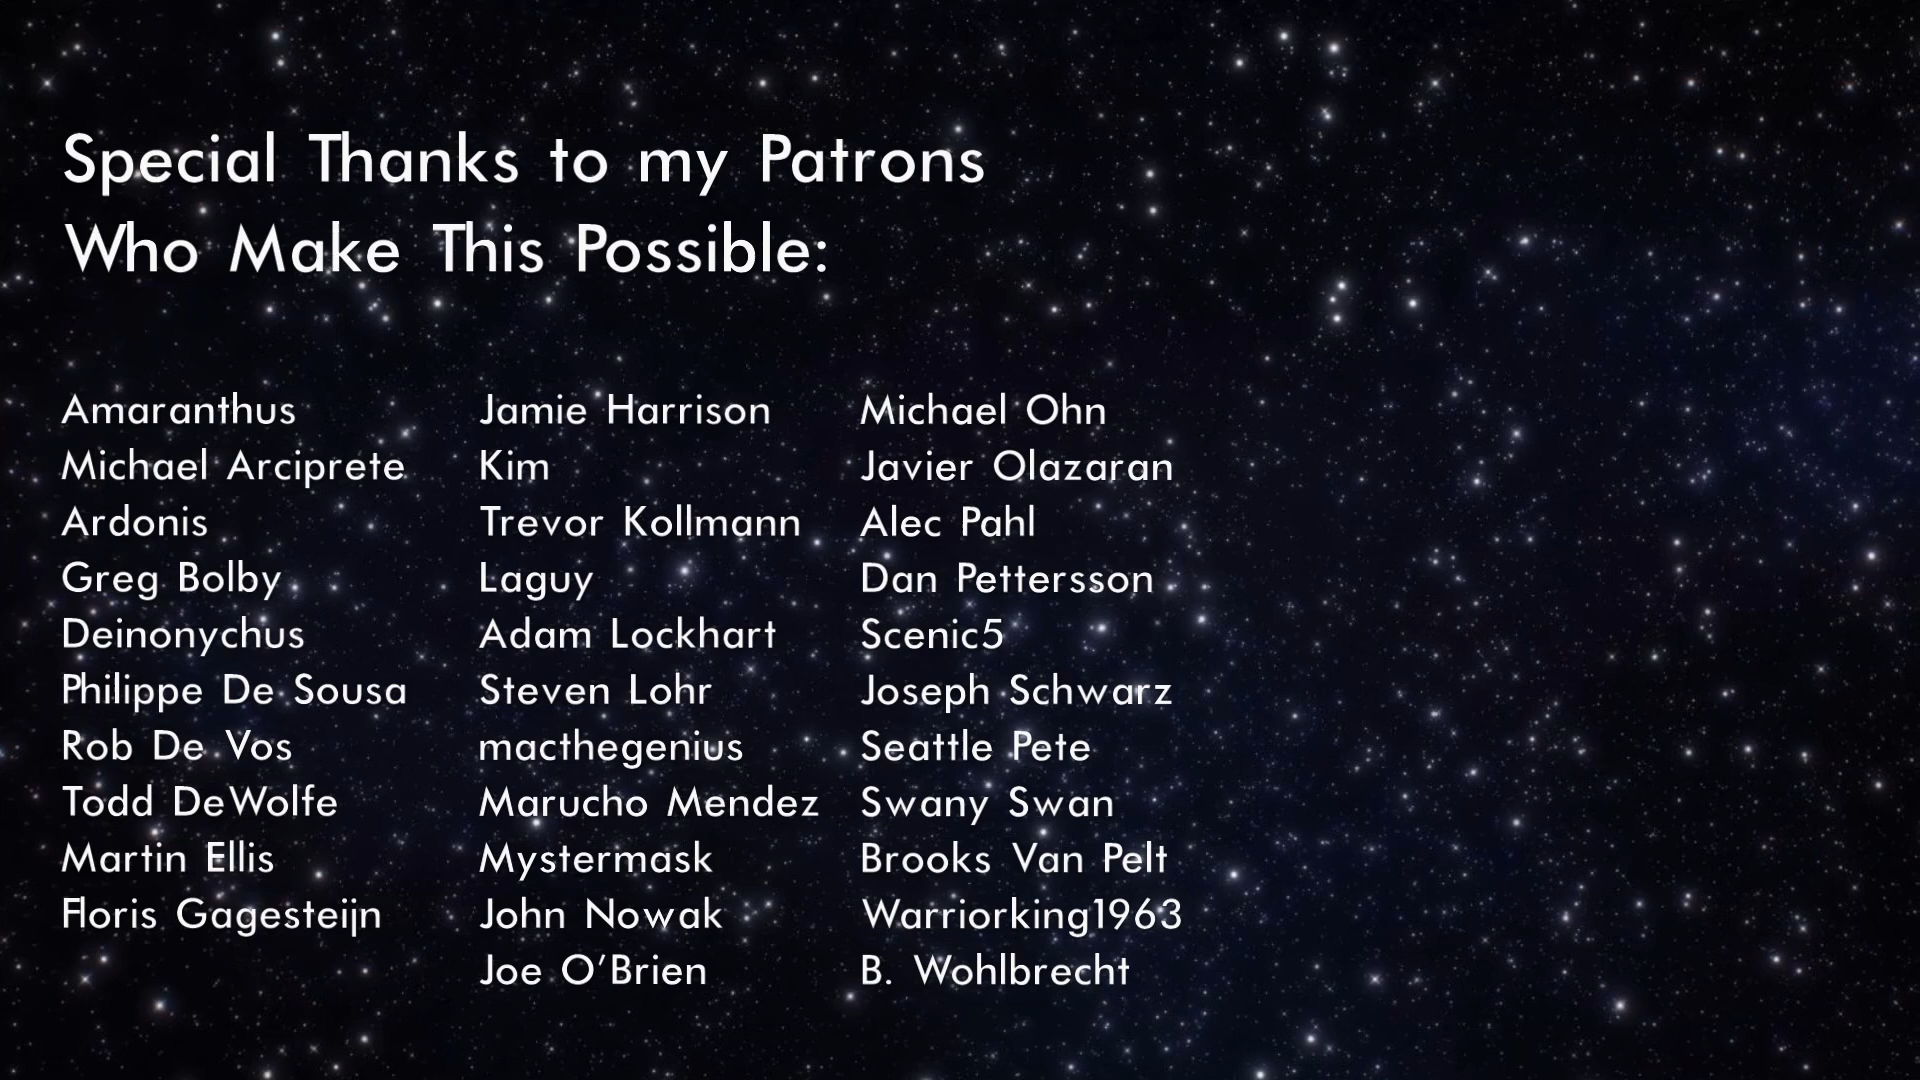 Special Thanks to my Patrons
Who Make This Possible:
Amaranthus
Michael Arciprete
Ardonis
Greg Bolby
Deinonychus
Philippe De Sousa
Rob De Vos
Todd DeWolfe
Martin Ellis
Floris Gagesteijn
Jamie Harrison
Kim
Trevor Kollmann
Laguy
Adam Lockhart
Steven Lohr
macthegenius
Marucho Mendez
Mystermask
John Nowak
Joe O’Brien
Michael Ohn
Javier Olazaran
Alec Pahl
Dan Pettersson
Scenic5
Joseph Schwarz
Seattle Pete
Swany Swan
Brooks Van Pelt
Warriorking1963
B. Wohlbrecht